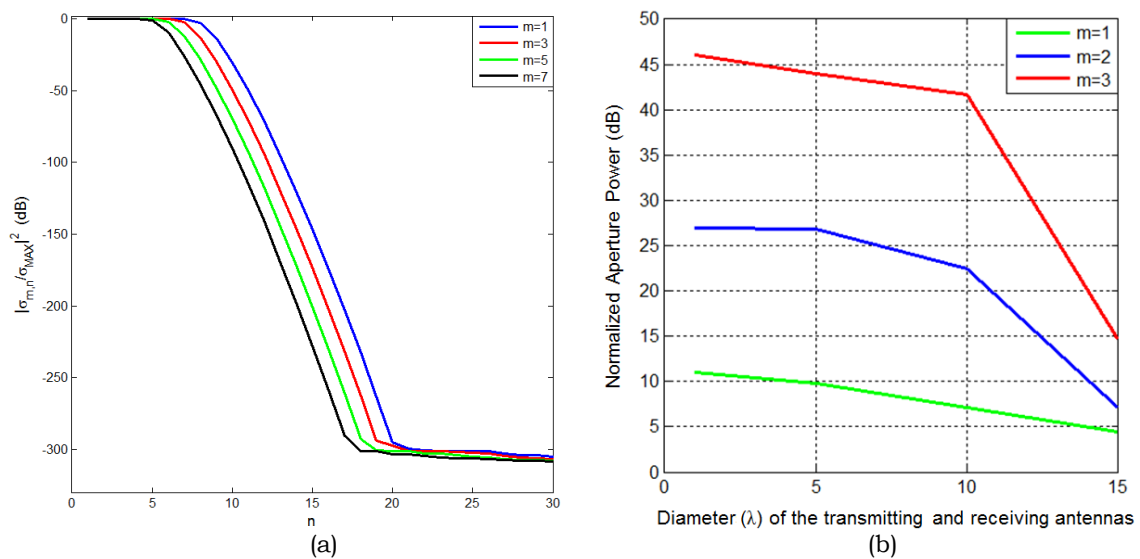 0
-50
-100
-150
-200
-250
-300
|σm,n/σMAX|² (dB)
0 5 10 15 20 25 30
n
m=1
m=3
m=5
m=7
(a)
50
45
40
35
30
25
20
15
10
5
0
Normalized Aperture Power (dB)
0 5 10 15
Diameter (λ) of the transmitting and receiving antennas
m=1
m=2
m=3
(b)